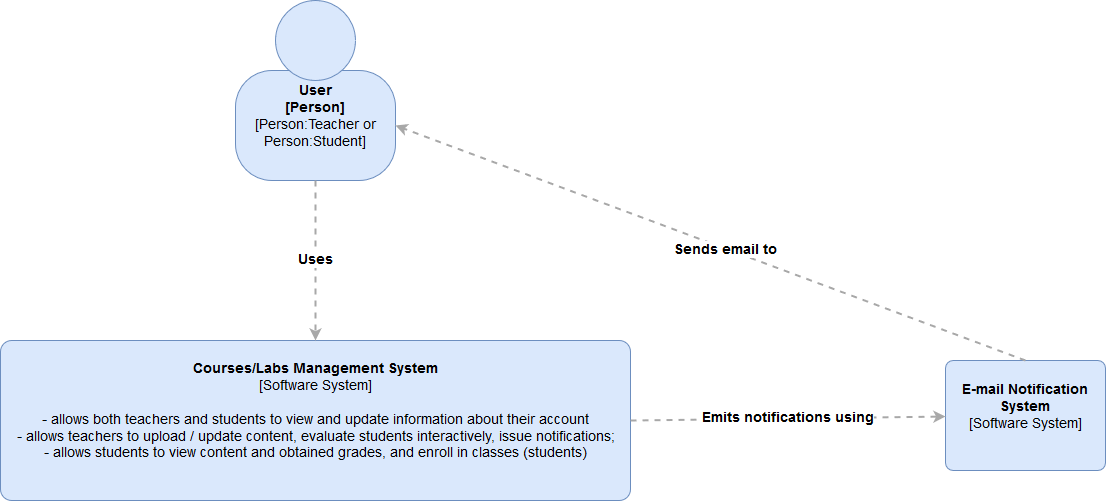 User
[Person]
[Person:Teacher or
Person:Student]
Sends email to
Uses
Courses/Labs Management System
[Software System]
- allows both teachers and students to view and update information about their account
- allows teachers to upload / update content, evaluate students interactively, issue notifications;
- allows students to view content and obtained grades, and enroll in classes (students)
Emits notifications using
E-mail Notification
System
[Software System]